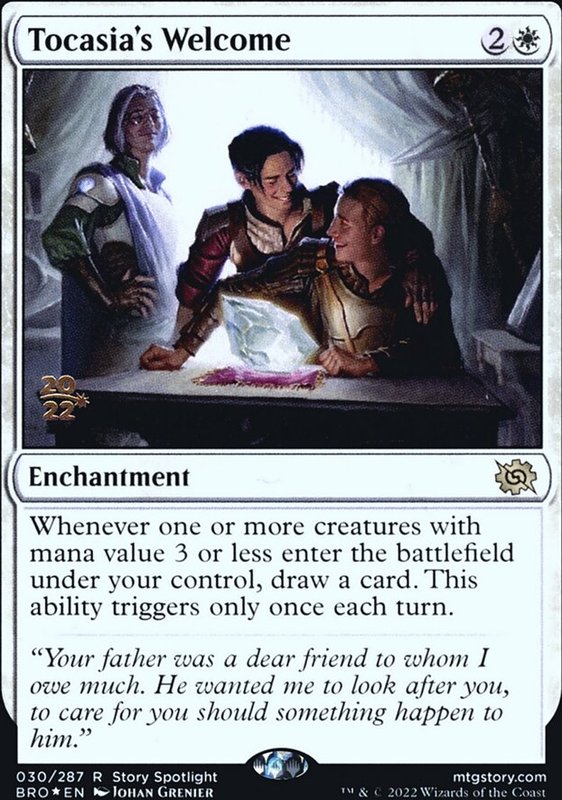 Tocasia's Welcome 2
20
22
Enchantment
Whenever one or more creatures with
mana value 3 or less enter the battlefield
under your control, draw a card. This
ability triggers only once each turn.
“Your father was a dear friend to whom I
owe much. He wanted me to look after you,
to care for you should something happen to
him.”
030/287 R Story Spotlight mtgstory.com
BRO★EN Johan Grenier ™ & © 2022 Wizards of the Coast